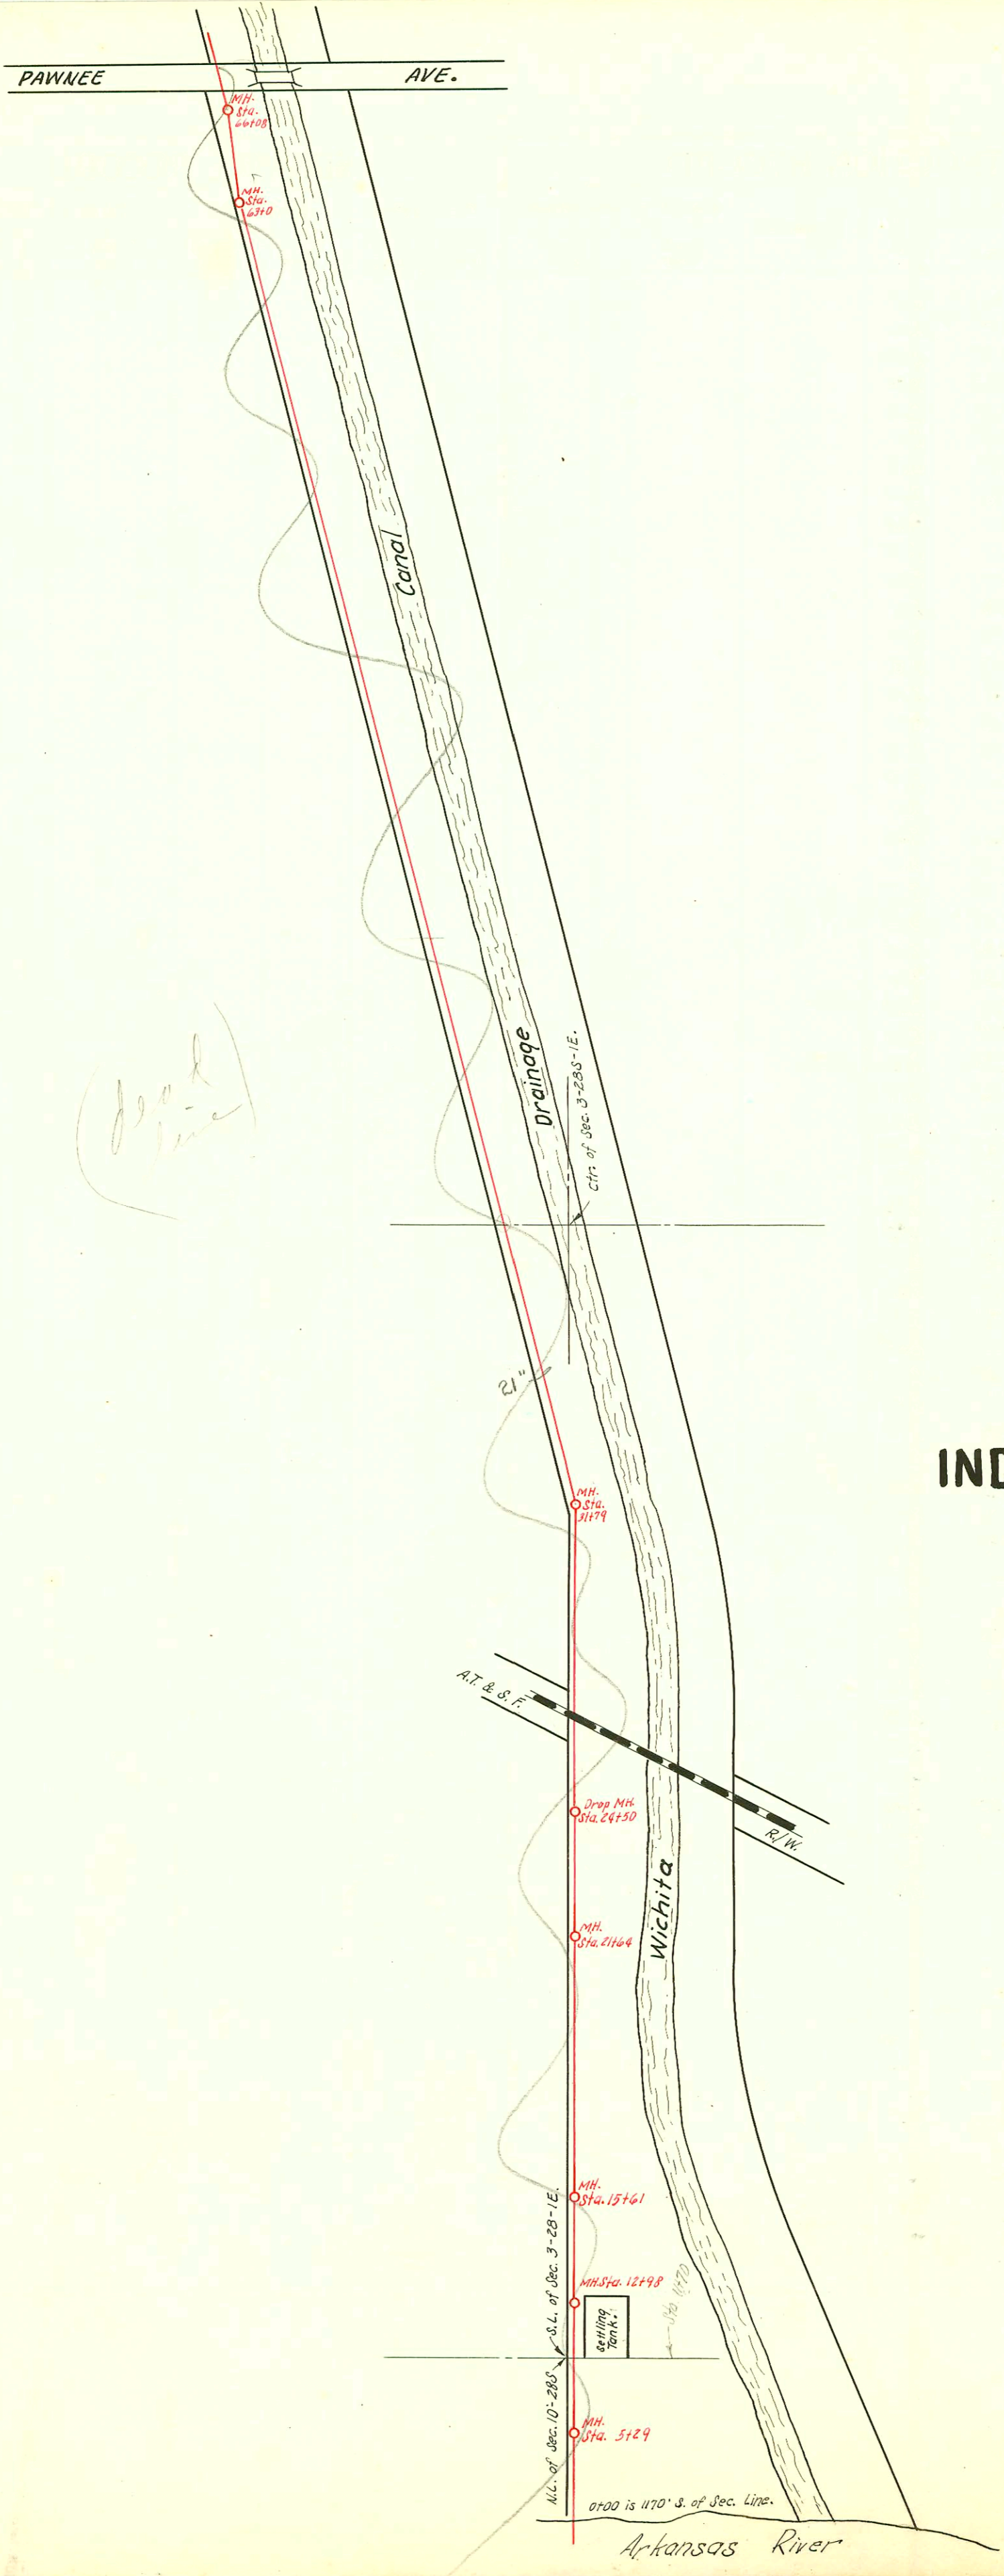 PAWNEE AVE.
MH.
Sta.
66+08
MH.
Sta.
63+0
Canal
Drainage
Ctr. of Sec. 3-28S-1E.
21"
IND
MH.
Sta.
31+79
A.T. & S. F.
R/W.
Drop MH.
Sta. 24+50
MH.
Sta. 21+64
Wichita
MH.
Sta. 15+61
S.L. of Sec. 3-28-1E.
MH. Sta. 12+98
Settling
Tank.
Sta 11+70
N.L. of Sec. 10-28S
MH.
Sta. 5+29
0+00 is 1170' S. of Sec. Line.
Arkansas River